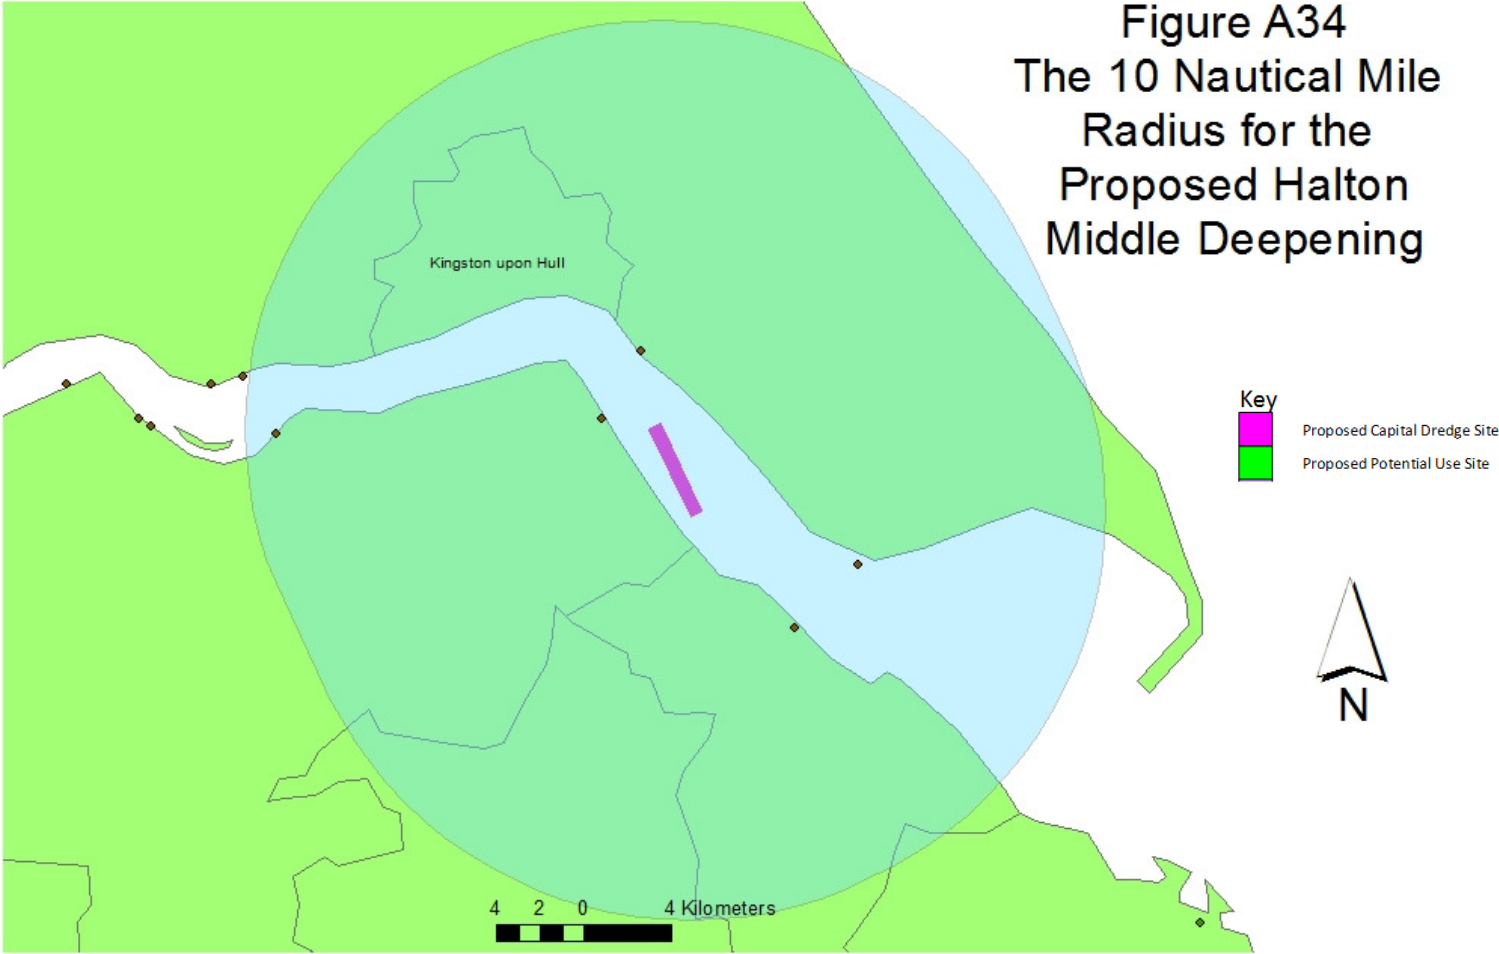 Figure A34
The 10 Nautical Mile
Radius for the
Proposed Halton
Middle Deepening
Kingston upon Hull
Key
Proposed Capital Dredge Site
Proposed Potential Use Site
N
4 2 0 4 Kilometers